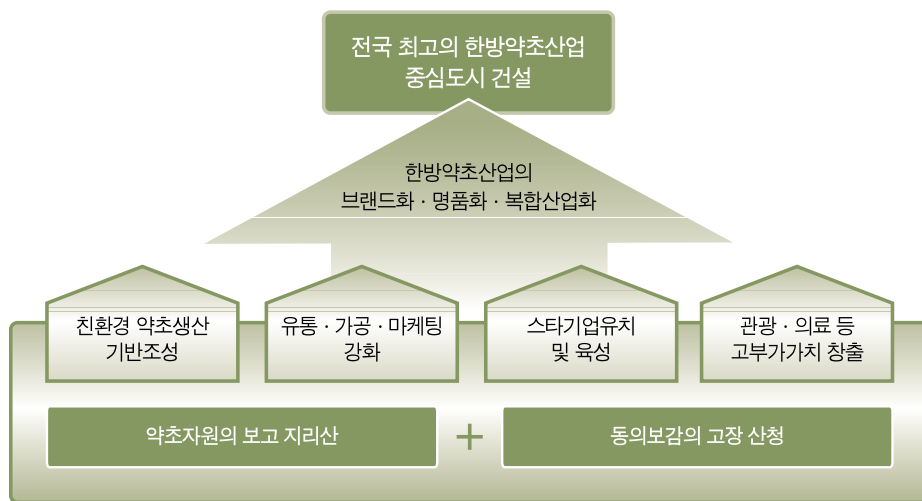 전국 최고의 한방약초산업
중심도시 건설
한방약초산업의
브랜드화 · 명품화 · 복합산업화
친환경 약초생산
기반조성
유통 · 가공 · 마케팅
강화
스타기업유치
및 육성
관광 · 의료 등
고부가가치 창출
약초자원의 보고 지리산
+
동의보감의 고장 산청